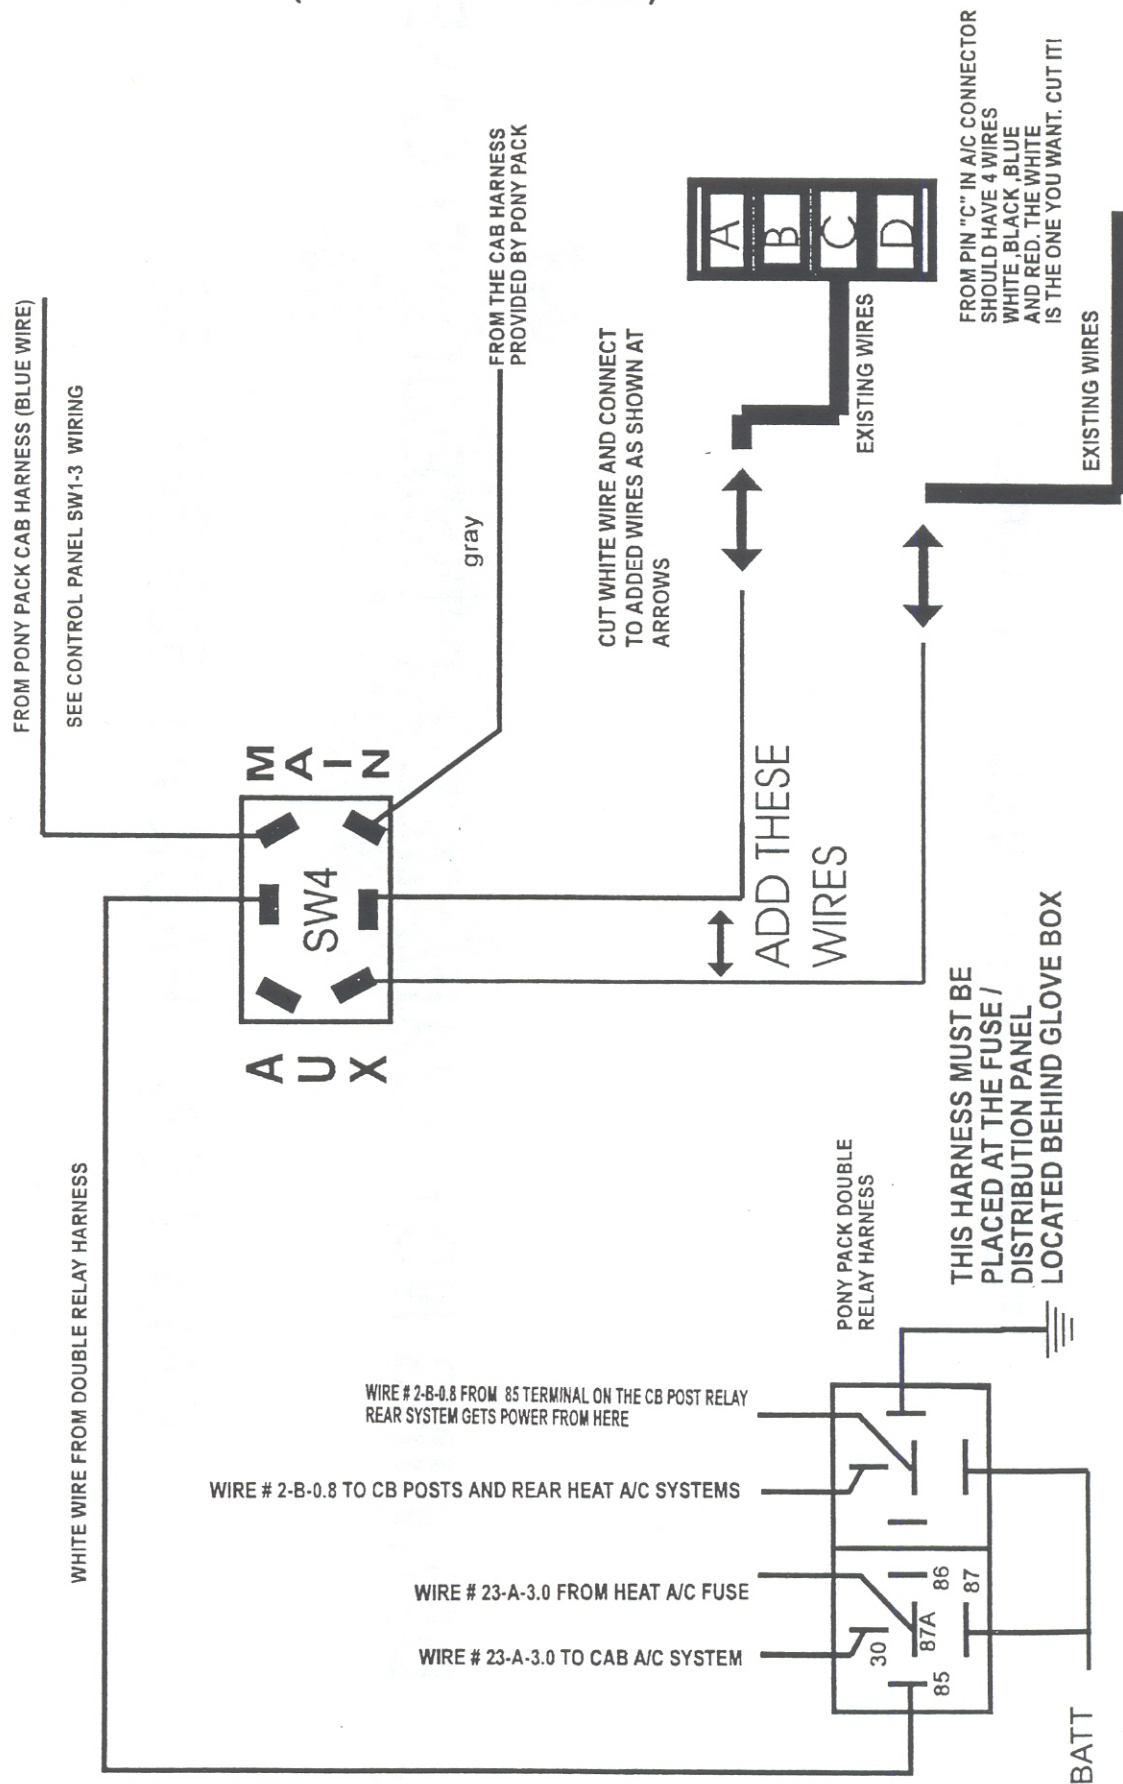 FROM PONY PACK CAB HARNESS (BLUE WIRE)
SEE CONTROL PANEL SW1-3 WIRING
WHITE WIRE FROM DOUBLE RELAY HARNESS
AUX
SW4
MAIN
gray
FROM THE CAB HARNESS
PROVIDED BY PONY PACK
CUT WHITE WIRE AND CONNECT
TO ADDED WIRES AS SHOWN AT
ARROWS
ADD THESE
WIRES
A
B
C
D
EXISTING WIRES
FROM PIN "C" IN A/C CONNECTOR
SHOULD HAVE 4 WIRES
WHITE ,BLACK ,BLUE
AND RED. THE WHITE
IS THE ONE YOU WANT. CUT IT!
EXISTING WIRES
WIRE # 2-B-0.8 FROM 85 TERMINAL ON THE CB POST RELAY
REAR SYSTEM GETS POWER FROM HERE
WIRE # 2-B-0.8 TO CB POSTS AND REAR HEAT A/C SYSTEMS
WIRE # 23-A-3.0 FROM HEAT A/C FUSE
WIRE # 23-A-3.0 TO CAB A/C SYSTEM
PONY PACK DOUBLE
RELAY HARNESS
THIS HARNESS MUST BE
PLACED AT THE FUSE /
DISTRIBUTION PANEL
LOCATED BEHIND GLOVE BOX
30
85
87A
86
87
BATT